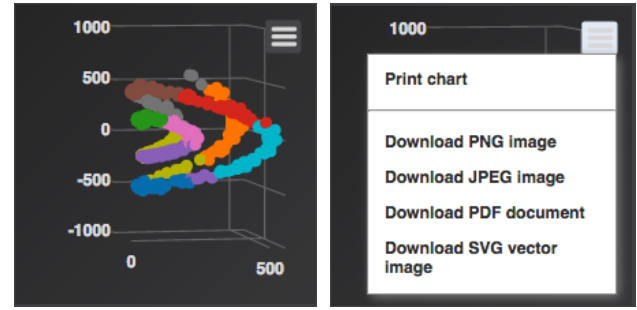 1000
500
0
-500
-1000
0
500
1000
Print chart
Download PNG image
Download JPEG image
Download PDF document
Download SVG vector
image